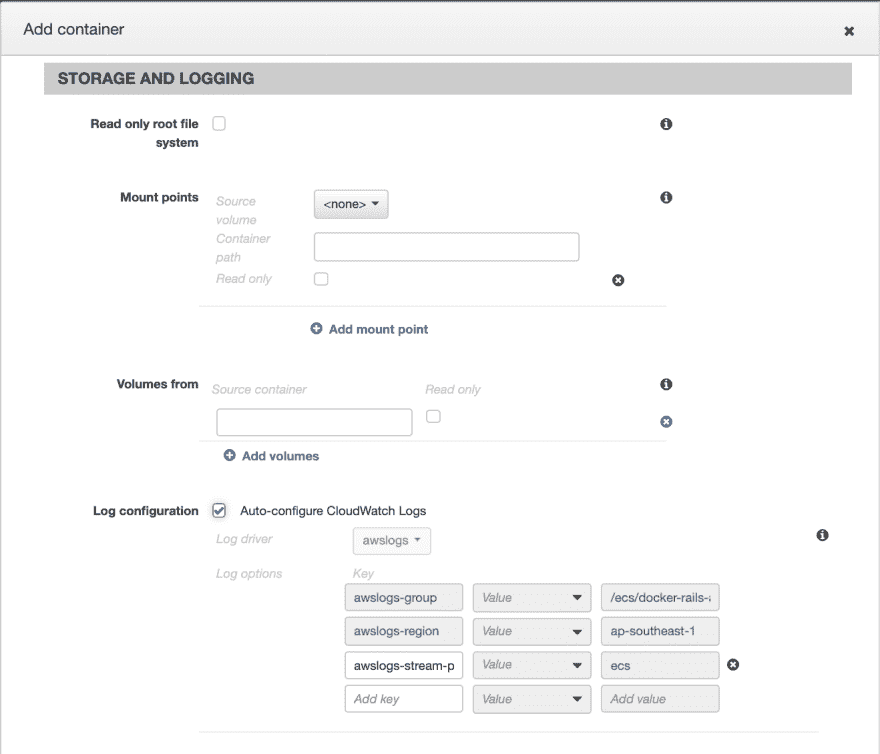 Add container
STORAGE AND LOGGING
Read only root file
system
Mount points
Source
volume
<none>
Container
path
Read only
Add mount point
Volumes from
Source container
Read only
Add volumes
Log configuration
Auto-configure CloudWatch Logs
Log driver
awslogs
Log options
Key
awslogs-group
Value
/ecs/docker-rails-
awslogs-region
Value
ap-southeast-1
awslogs-stream-p
Value
ecs
Add key
Value
Add value